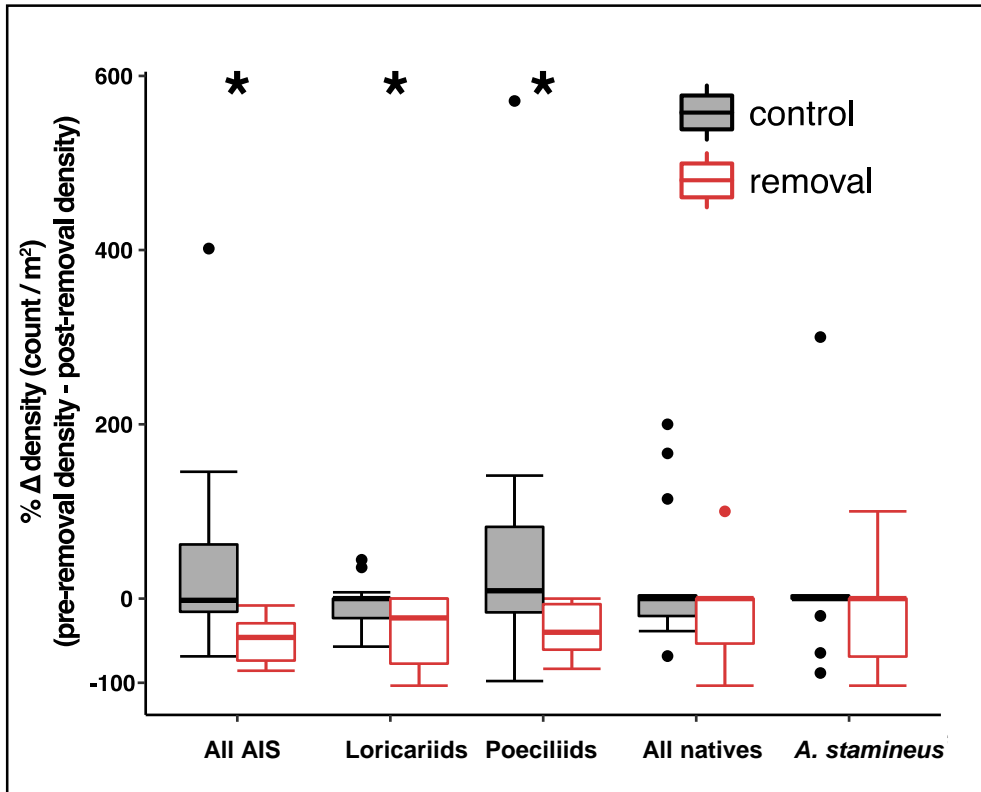 600
400
200
0
-100
% Δ density (count / m²)
(pre-removal density - post-removal density)
* * *
control
removal
All AIS Loricariids Poeciliids All natives A. stamineus